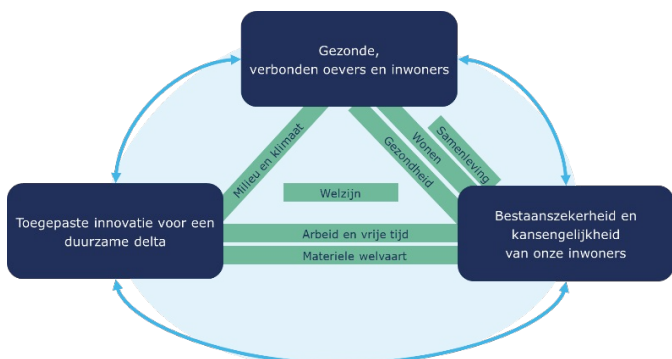 Gezonde,
verbonden oevers en inwoners
Milieu en klimaat
Gezondheid
Wonen
Samenleving
Welzijn
Toegepaste innovatie voor een
duurzame delta
Arbeid en vrije tijd
Materiele welvaart
Bestaanszekerheid en
kansengelijkheid
van onze inwoners